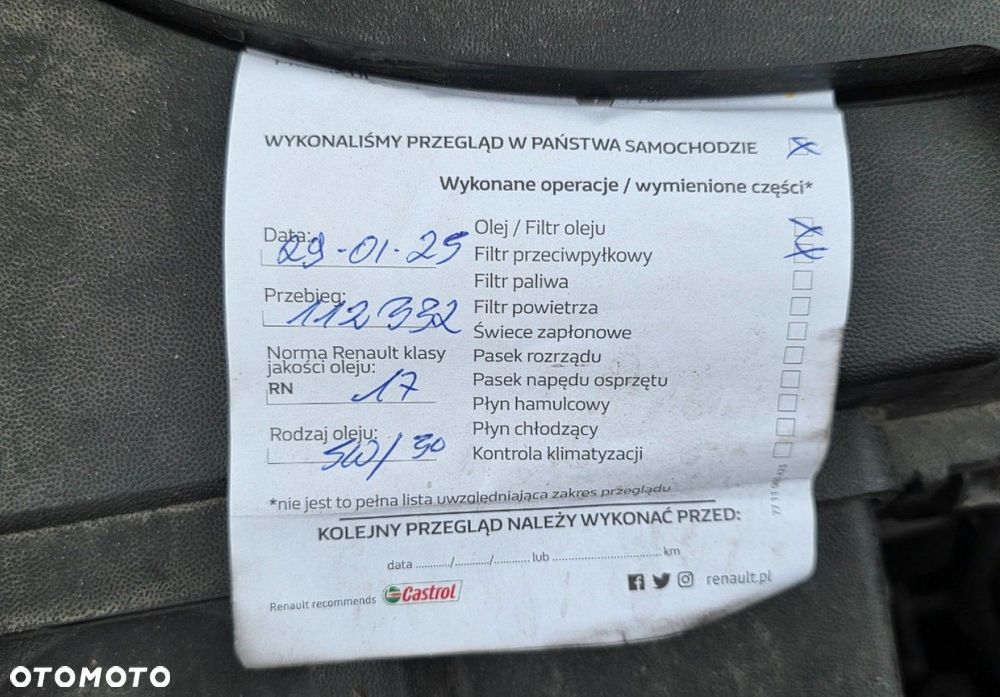 WYKONALIŚMY PRZEGLĄD W PAŃSTWA SAMOCHODZIE
Wykonane operacje / wymienione części*
Data: 29-01-25
Przebieg: 112332
Norma Renault klasy
jakości oleju:
RN 17
Rodzaj oleju: 5W/30
Olej / Filtr oleju
Filtr przeciwpyłkowy
Filtr paliwa
Filtr powietrza
Świece zapłonowe
Pasek rozrządu
Pasek napędu osprzętu
Płyn hamulcowy
Płyn chłodzący
Kontrola klimatyzacji
*nie jest to pełna lista uwzględniająca zakres przeglądu
KOLEJNY PRZEGLĄD NALEŻY WYKONAĆ PRZED:
data .........../.........../........... lub ................................. km
Renault recommends Castrol
renault.pl
OTOMOTO